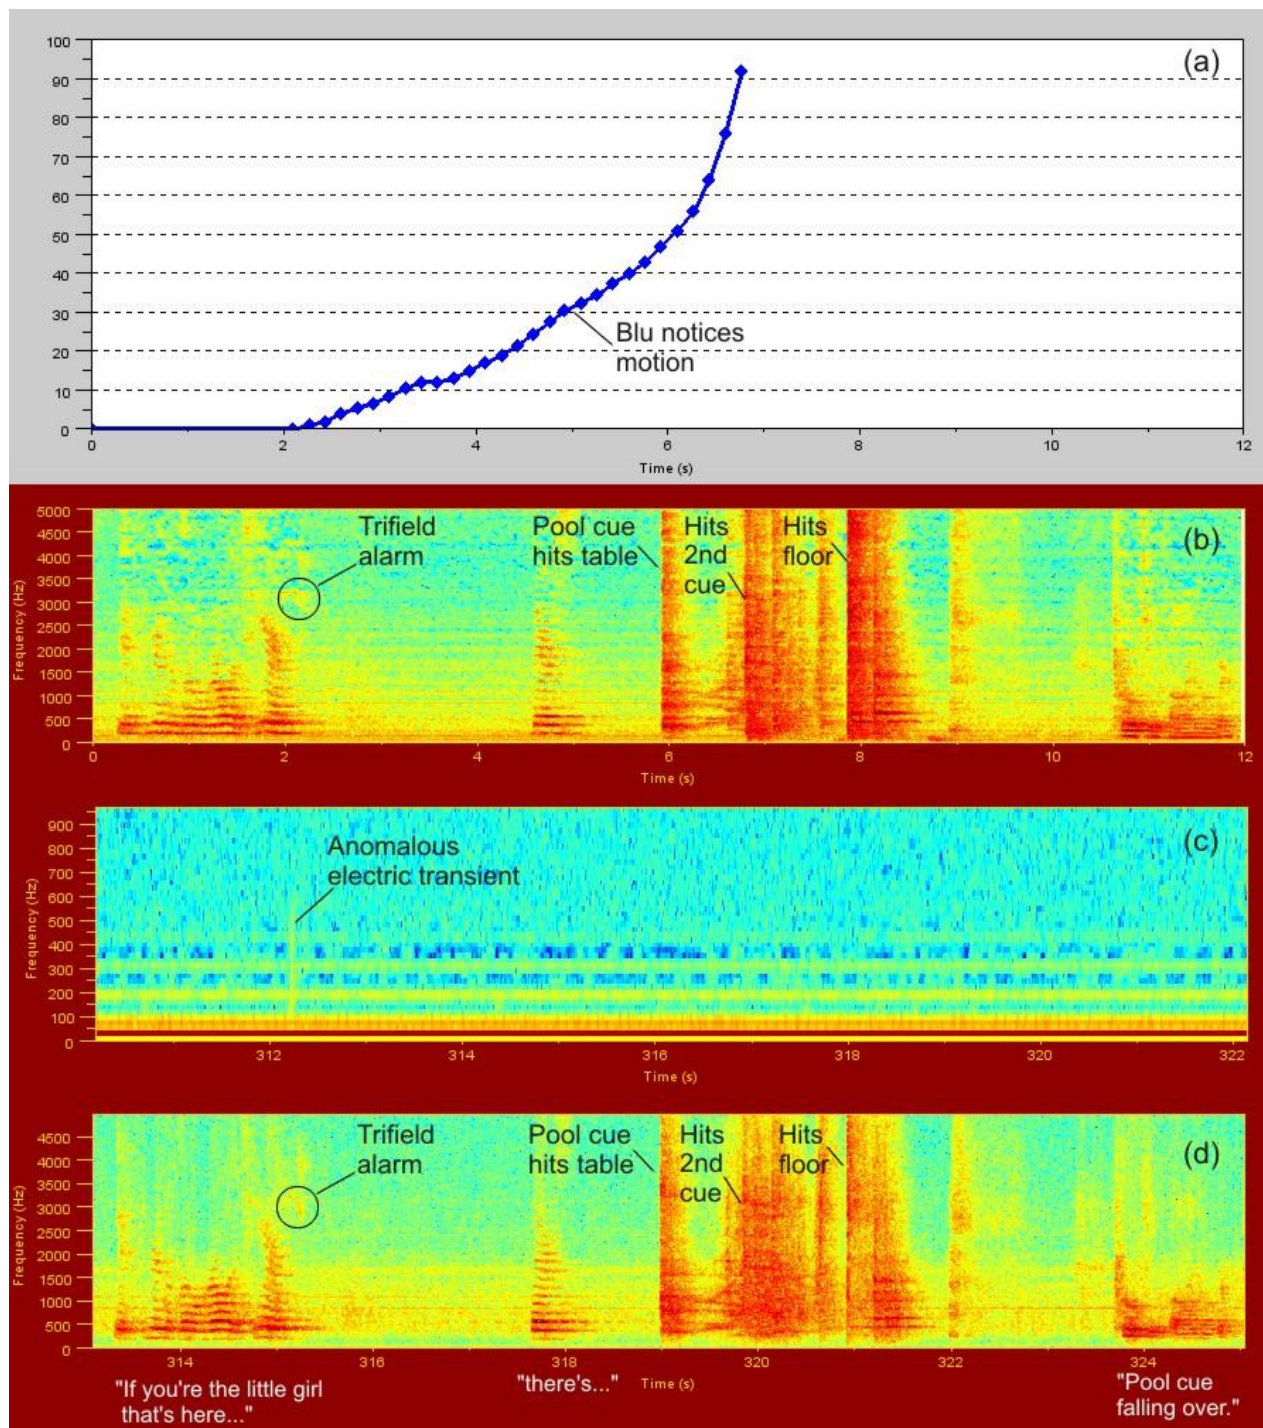 (a)
100
90
80
70
60
50
40
30
20
10
0
Blu notices
motion
0 2 4 6 8 10 12
Time (s)
(b)
5000
4500
4000
3500
3000
2500
2000
1500
1000
500
0
Frequency (Hz)
Trifield
alarm
Pool cue
hits table
Hits
2nd
cue
Hits
floor
0 2 4 6 8 10 12
Time (s)
(c)
900
800
700
600
500
400
300
200
100
0
Frequency (Hz)
Anomalous
electric transient
312 314 316 318 320 322
Time (s)
(d)
4500
4000
3500
3000
2500
2000
1500
1000
500
0
Frequency (Hz)
Trifield
alarm
Pool cue
hits table
Hits
2nd
cue
Hits
floor
314 316 318 320 322 324
Time (s)
"If you're the little girl
that's here..."
"there's..."
"Pool cue
falling over."